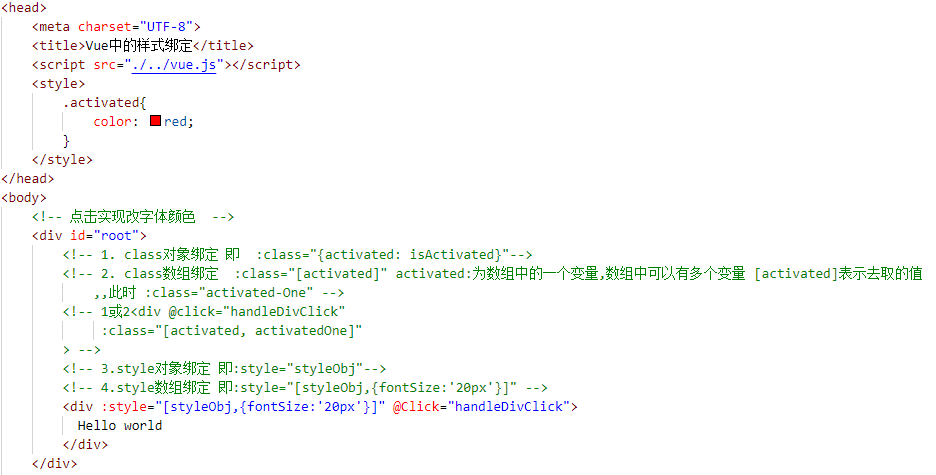 <head>
<meta charset="UTF-8">
<title>Vue中的样式绑定</title>
<script src="./../vue.js"></script>
<style>
.activated{
color: red;
}
</style>
</head>
<body>
<!-- 点击实现改字体颜色  -->
<div id="root">
<!-- 1. class对象绑定 即  :class="{activated: isActivated}"-->
<!-- 2. class数组绑定  :class="[activated]" activated:为数组中的一个变量,数组中可以有多个变量 [activated]表示去取的值
,,此时 :class="activated-One" -->
<!-- 1或2<div @click="handleDivClick"
:class="[activated, activatedOne]"
> -->
<!-- 3.style对象绑定 即:style="styleObj"-->
<!-- 4.style数组绑定 即:style="[styleObj,{fontSize:'20px'}]" -->
<div :style="[styleObj,{fontSize:'20px'}]" @Click="handleDivClick">
Hello world
</div>
</div>